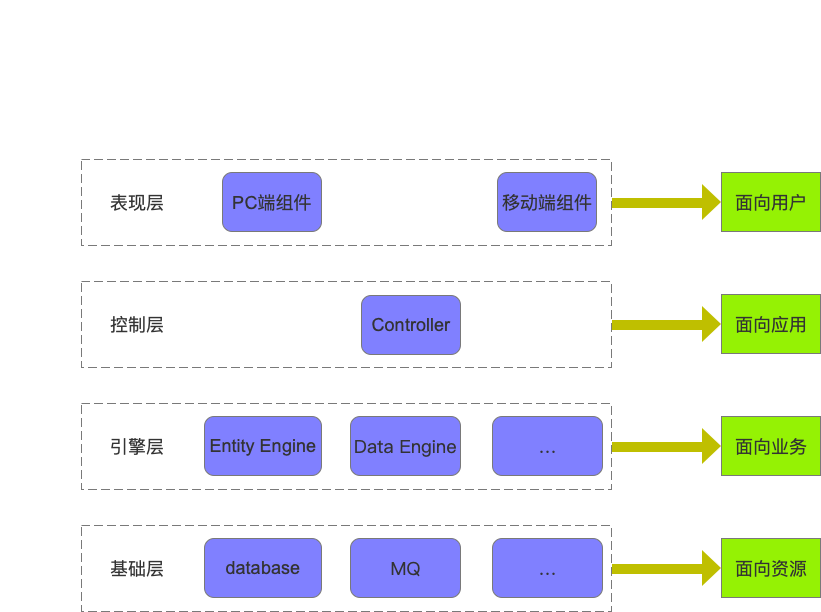 表现层
PC端组件
移动端组件
面向用户
控制层
Controller
面向应用
引擎层
Entity Engine
Data Engine
...
面向业务
基础层
database
MQ
...
面向资源